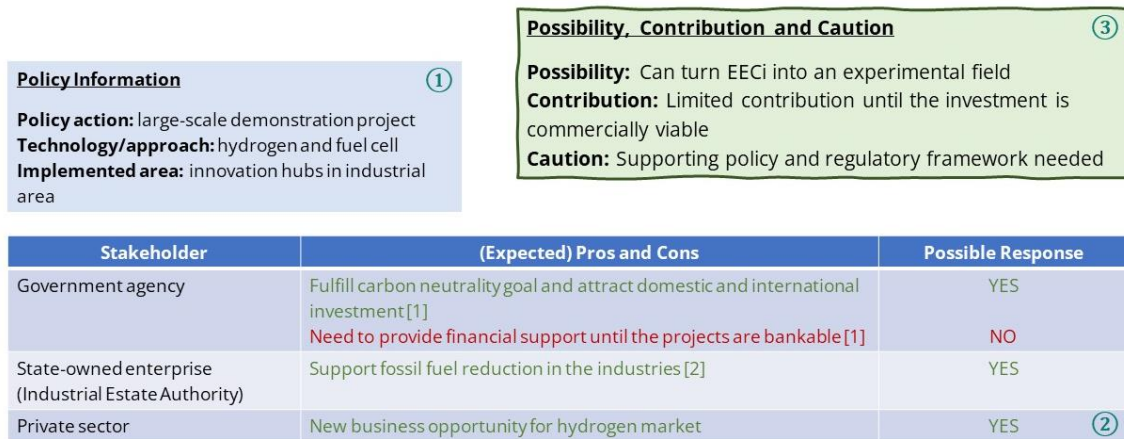 Policy Information ①
Policy action: large-scale demonstration project
Technology/approach: hydrogen and fuel cell
Implemented area: innovation hubs in industrial
area
Possibility, Contribution and Caution ③
Possibility: Can turn EECi into an experimental field
Contribution: Limited contribution until the investment is
commercially viable
Caution: Supporting policy and regulatory framework needed
Stakeholder (Expected) Pros and Cons Possible Response
Government agency Fulfill carbon neutrality goal and attract domestic and international YES
investment [1]
Need to provide financial support until the projects are bankable [1] NO
State-owned enterprise Support fossil fuel reduction in the industries [2] YES
(Industrial Estate Authority)
Private sector New business opportunity for hydrogen market YES ②